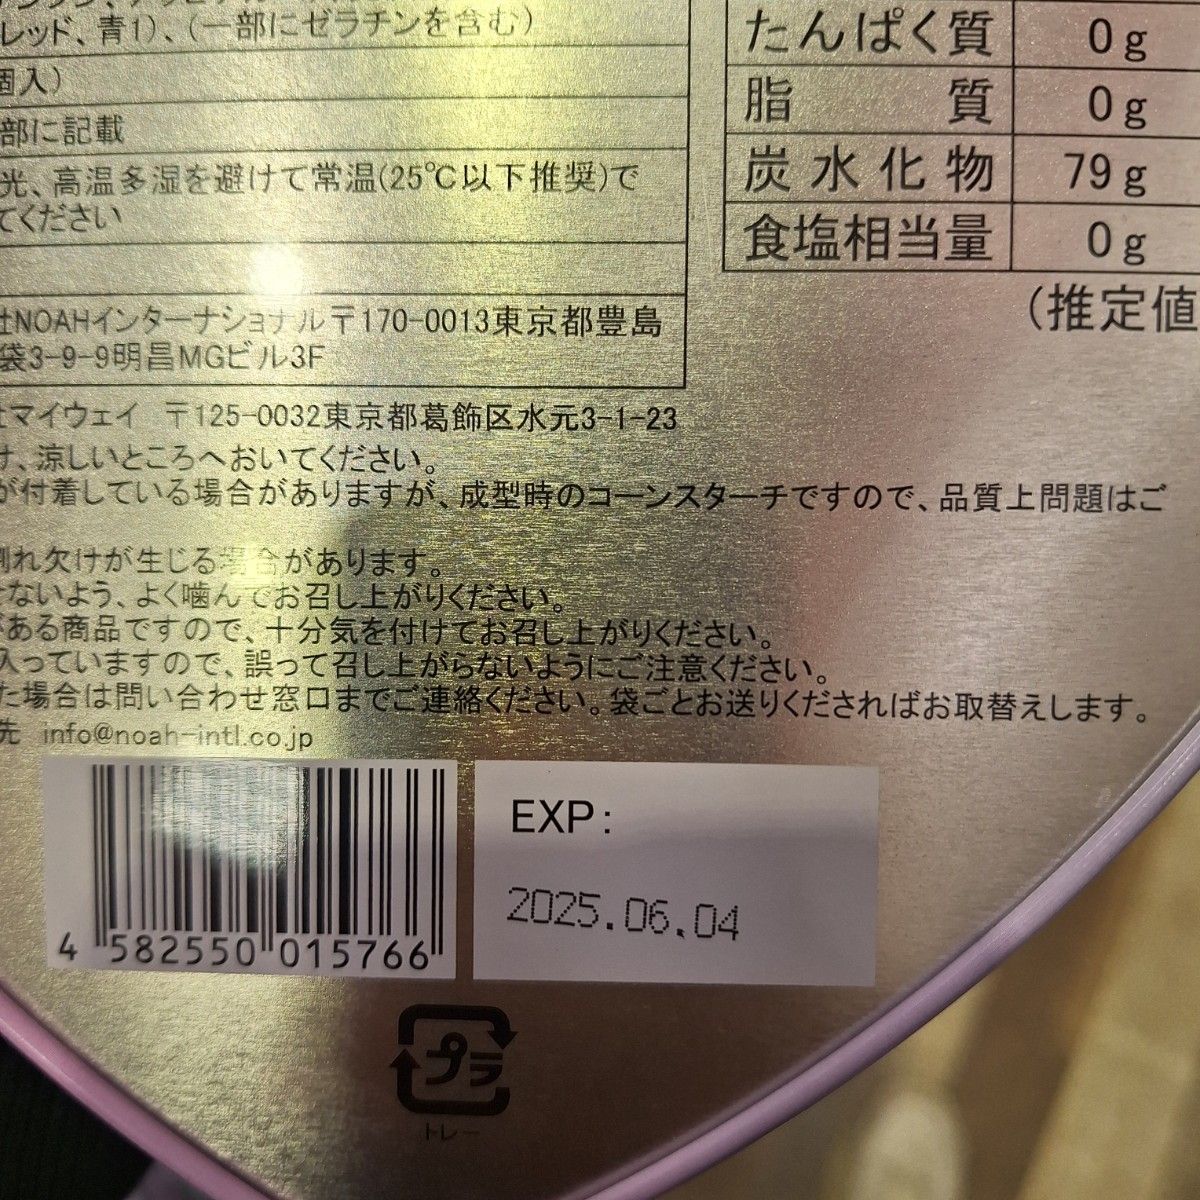 レッド、青1)、(一部にゼラチンを含む)
個入)
部に記載
光、高温多湿を避けて常温(25℃以下推奨)で
てください
社NOAHインターナショナル〒170-0013東京都豊島
袋3-9-9明昌MGビル3F
たんぱく質 0g
脂質 0g
炭水化物 79g
食塩相当量 0g
(推定値
社マイウェイ 〒125-0032東京都葛飾区水元3-1-23
け、涼しいところへおいてください。
が付着している場合がありますが、成型時のコーンスターチですので、品質上問題はご
割れ欠けが生じる場合があります。
せないよう、よく噛んでお召し上がりください。
がある商品ですので、十分気を付けてお召し上がりください。
入っていますので、誤って召し上がらないようにご注意ください。
た場合は問い合わせ窓口までご連絡ください。袋ごとお送りくださればお取替えします。
先 info@noah-intl.co.jp
4 582550 015766
EXP:
2025.06.04
プラ
トレー